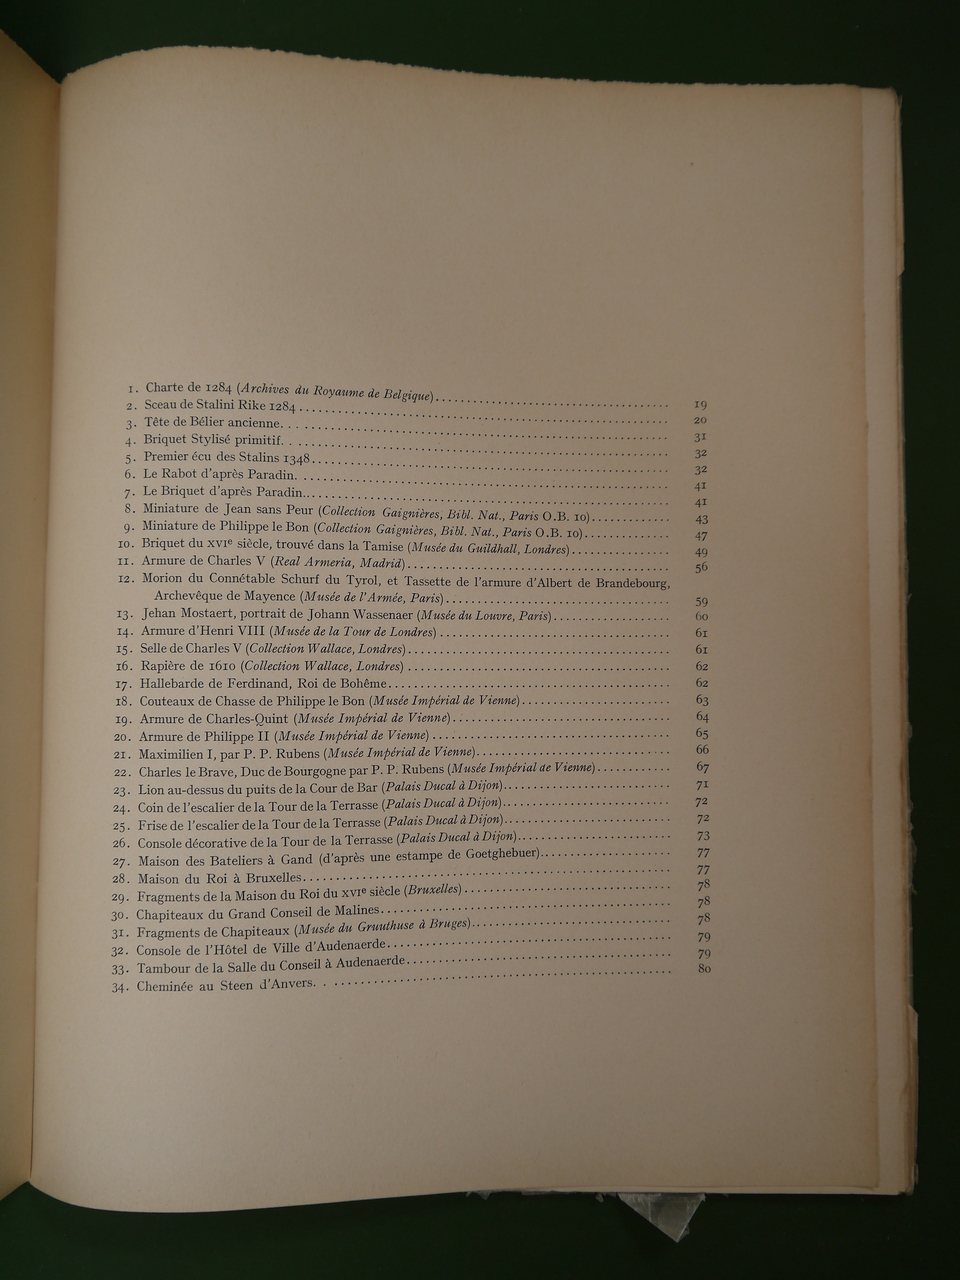 1. Charte de 1284 (Archives du Royaume de Belgique) 19
2. Sceau de Stalini Rike 1284 20
3. Tête de Bélier ancienne 31
4. Briquet Stylisé primitif 32
5. Premier écu des Stalins 1348 32
6. Le Rabot d'après Paradin 41
7. Le Briquet d'après Paradin 41
8. Miniature de Jean sans Peur (Collection Gaignières, Bibl. Nat., Paris O.B. 10) 43
9. Miniature de Philippe le Bon (Collection Gaignières, Bibl. Nat., Paris O.B. 10) 47
10. Briquet du XVIe siècle, trouvé dans la Tamise (Musée du Guildhall, Londres) 49
11. Armure de Charles V (Real Armeria, Madrid) 56
12. Morion du Connétable Schurf du Tyrol, et Tassette de l'armure d'Albert de Brandebourg,
Archevêque de Mayence (Musée de l'Armée, Paris) 59
13. Jehan Mostaert, portrait de Johann Wassenaer (Musée du Louvre, Paris) 60
14. Armure d'Henri VIII (Musée de la Tour de Londres) 61
15. Selle de Charles V (Collection Wallace, Londres) 61
16. Rapière de 1610 (Collection Wallace, Londres) 62
17. Hallebarde de Ferdinand, Roi de Bohême 62
18. Couteaux de Chasse de Philippe le Bon (Musée Impérial de Vienne) 63
19. Armure de Charles-Quint (Musée Impérial de Vienne) 64
20. Armure de Philippe II (Musée Impérial de Vienne) 65
21. Maximilien I, par P. P. Rubens (Musée Impérial de Vienne) 66
22. Charles le Brave, Duc de Bourgogne par P. P. Rubens (Musée Impérial de Vienne) 67
23. Lion au-dessus du puits de la Cour de Bar (Palais Ducal à Dijon) 71
24. Coin de l'escalier de la Tour de la Terrasse (Palais Ducal à Dijon) 72
25. Frise de l'escalier de la Tour de la Terrasse (Palais Ducal à Dijon) 72
26. Console décorative de la Tour de la Terrasse (Palais Ducal à Dijon) 73
27. Maison des Bateliers à Gand (d'après une estampe de Goetghebuer) 77
28. Maison du Roi à Bruxelles 77
29. Fragments de la Maison du Roi du XVIe siècle (Bruxelles) 78
30. Chapiteaux du Grand Conseil de Malines 78
31. Fragments de Chapiteaux (Musée du Gruuthuse à Bruges) 78
32. Console de l'Hôtel de Ville d'Audenaerde 79
33. Tambour de la Salle du Conseil à Audenaerde 79
34. Cheminée au Steen d'Anvers 80